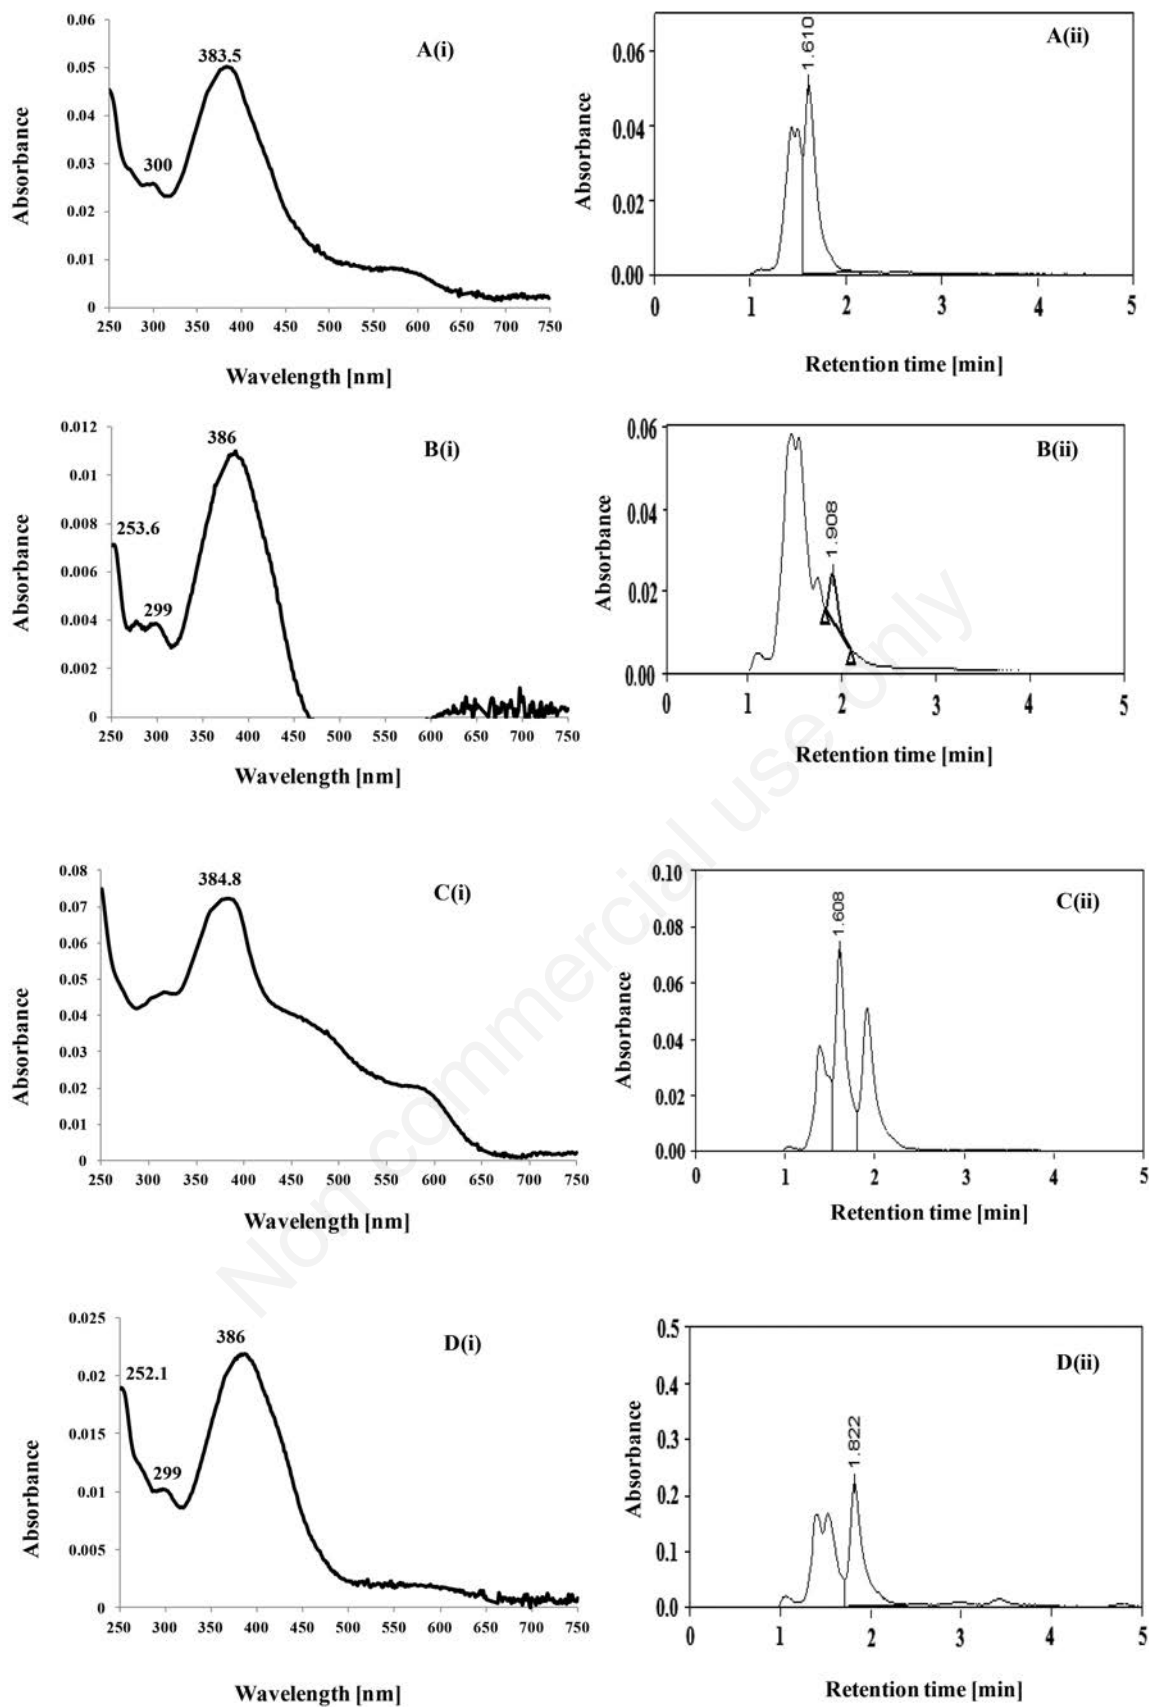 A(i)
0.06
0.05
0.04
0.03
0.02
0.01
0
383.5
300
Absorbance
250 300 350 400 450 500 550 600 650 700 750
Wavelength [nm]
A(ii)
0.06
0.04
0.02
0.00
1.610
Absorbance
0 1 2 3 4 5
Retention time [min]
B(i)
0.012
0.01
0.008
0.006
0.004
0.002
0
386
253.6
299
Absorbance
250 300 350 400 450 500 550 600 650 700 750
Wavelength [nm]
B(ii)
0.06
0.04
0.02
0.00
1.908
Absorbance
0 1 2 3 4 5
Retention time [min]
C(i)
0.08
0.07
0.06
0.05
0.04
0.03
0.02
0.01
0
384.8
Absorbance
250 300 350 400 450 500 550 600 650 700 750
Wavelength [nm]
C(ii)
0.10
0.08
0.06
0.04
0.02
0.00
1.608
Absorbance
0 1 2 3 4 5
Retention time [min]
D(i)
0.025
0.02
0.015
0.01
0.005
0
386
252.1
299
Absorbance
250 300 350 400 450 500 550 600 650 700 750
Wavelength [nm]
D(ii)
0.5
0.4
0.3
0.2
0.1
0.0
1.822
Absorbance
0 1 2 3 4 5
Retention time [min]
Non commercial use only